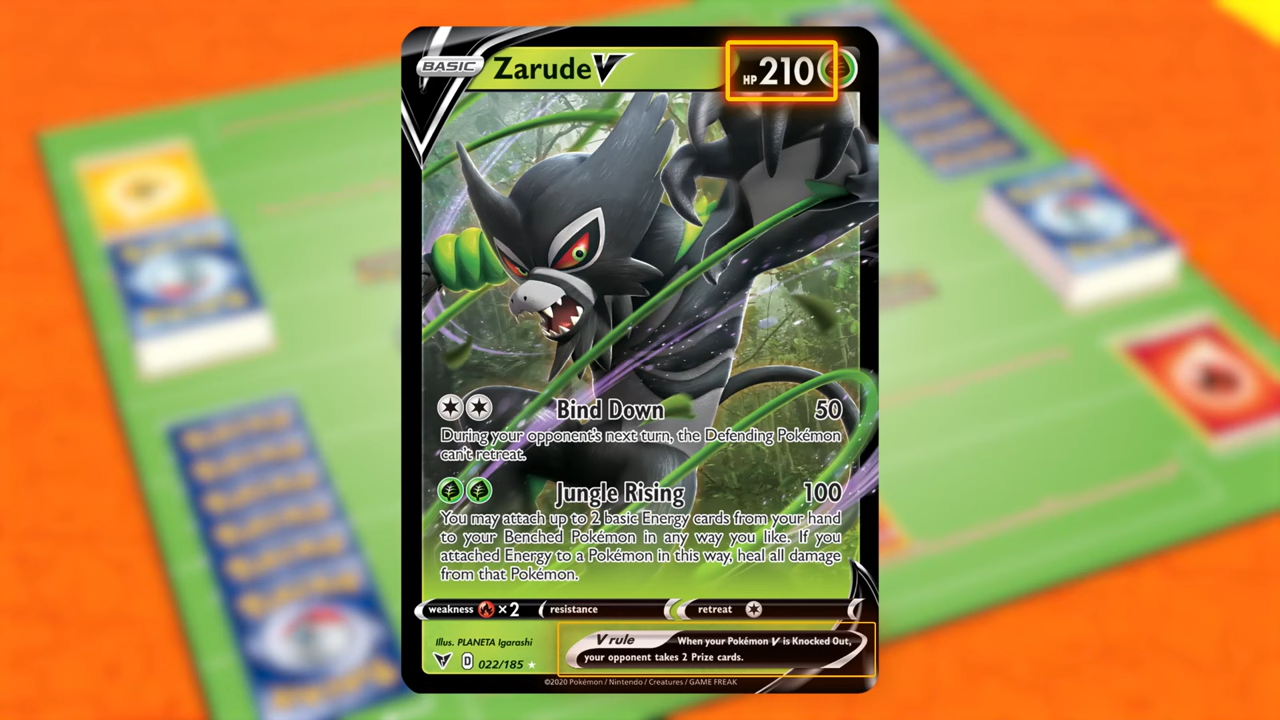 BASIC Zarude V HP 210
Bind Down 50
During your opponent's next turn, the Defending Pokémon
can't retreat.
Jungle Rising 100
You may attach up to 2 basic Energy cards from your hand
to your Benched Pokémon in any way you like. If you
attached Energy to a Pokémon in this way, heal all damage
from that Pokémon.
weakness ×2 resistance retreat
V rule When your Pokémon V is Knocked Out,
your opponent takes 2 Prize cards.
Illus. PLANETA Igarashi
D 022/185
©2020 Pokémon / Nintendo / Creatures / GAME FREAK